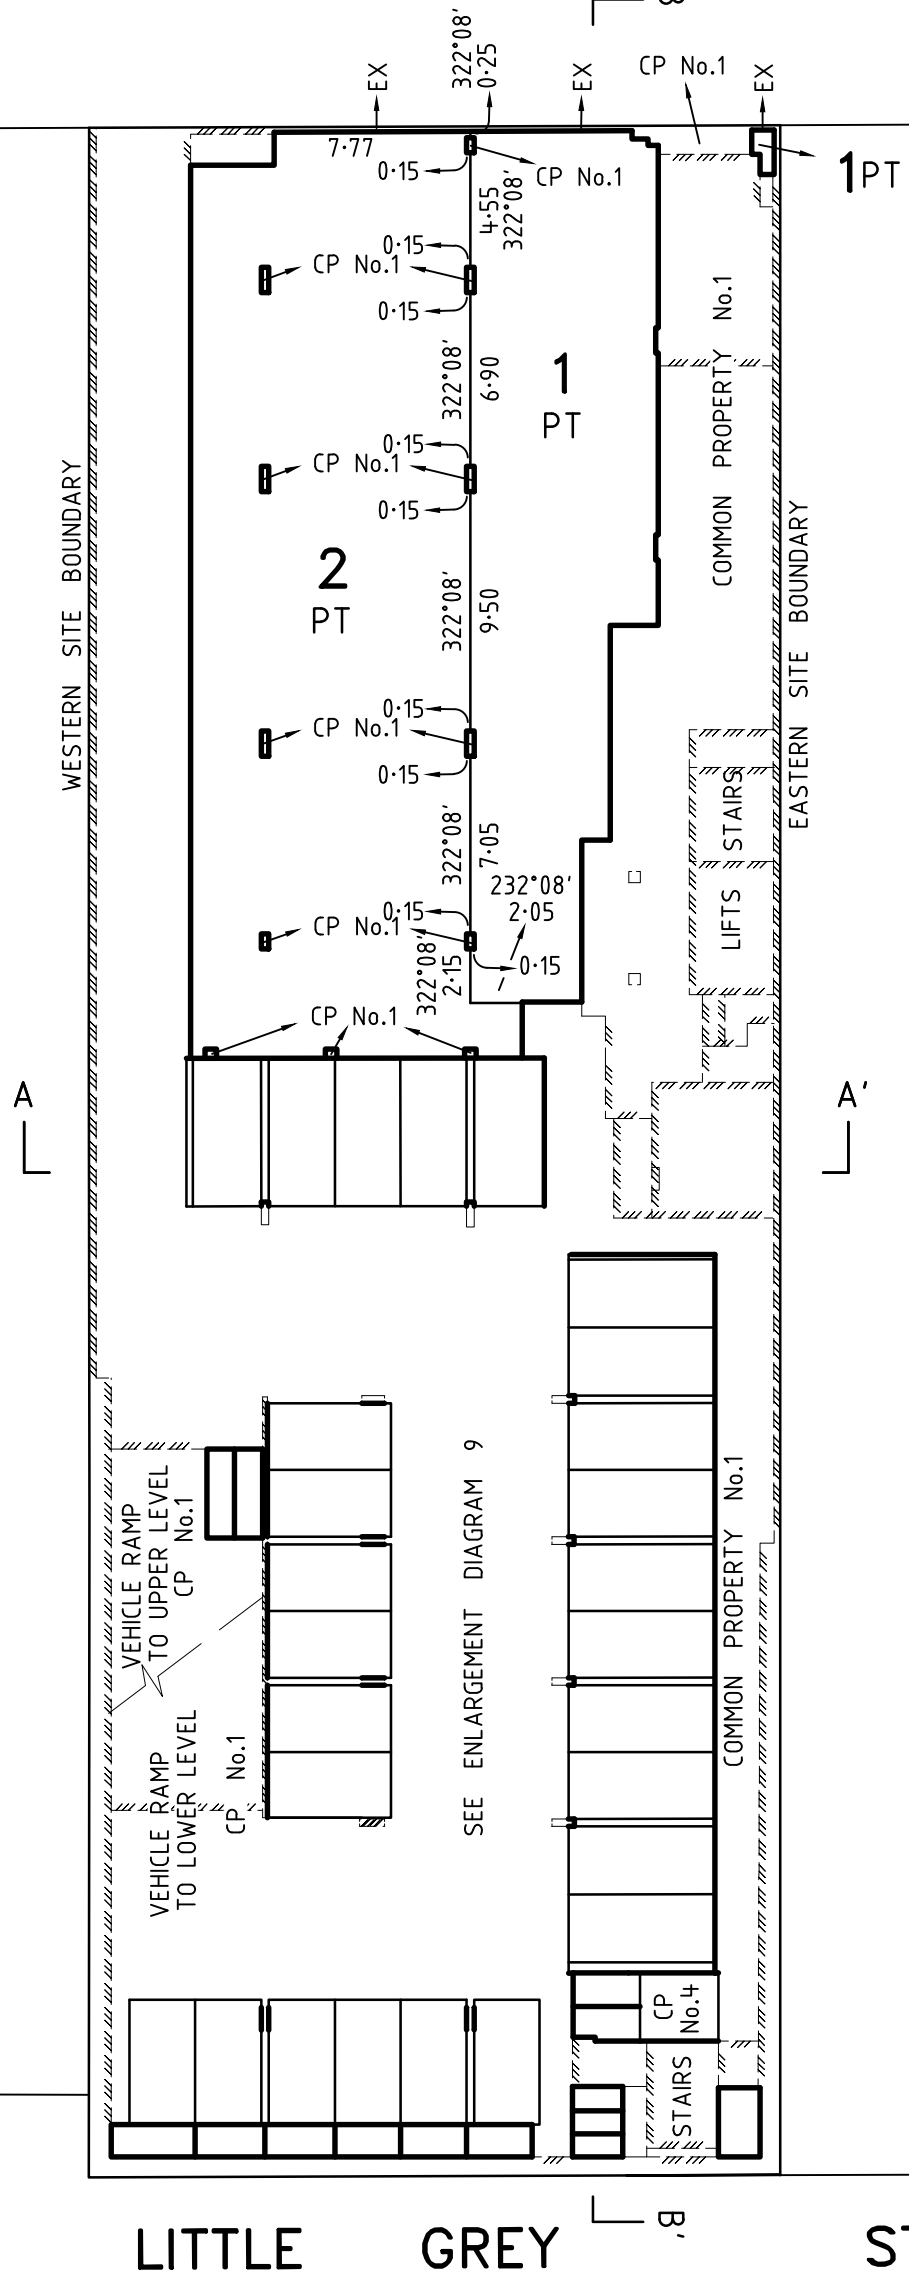 322°08'
0·25
EX
EX
CP No.1
EX
7·77
0·15
CP No.1
1PT
4·55
322°08'
0·15
CP No.1
0·15
322°08'
6·90
1
PT
COMMON PROPERTY No.1
0·15
CP No.1
0·15
WESTERN SITE BOUNDARY
2
PT
322°08'
9·50
EASTERN SITE BOUNDARY
0·15
CP No.1
0·15
STAIRS
322°08'
7·05
232°08'
2·05
LIFTS
0·15
CP No.1
0·15
322°08'
2·15
CP No.1
A
A'
VEHICLE RAMP
TO UPPER LEVEL
CP No.1
SEE ENLARGEMENT DIAGRAM 9
COMMON PROPERTY No.1
VEHICLE RAMP
TO LOWER LEVEL
CP No.1
CP
No.4
STAIRS
B'
LITTLE GREY